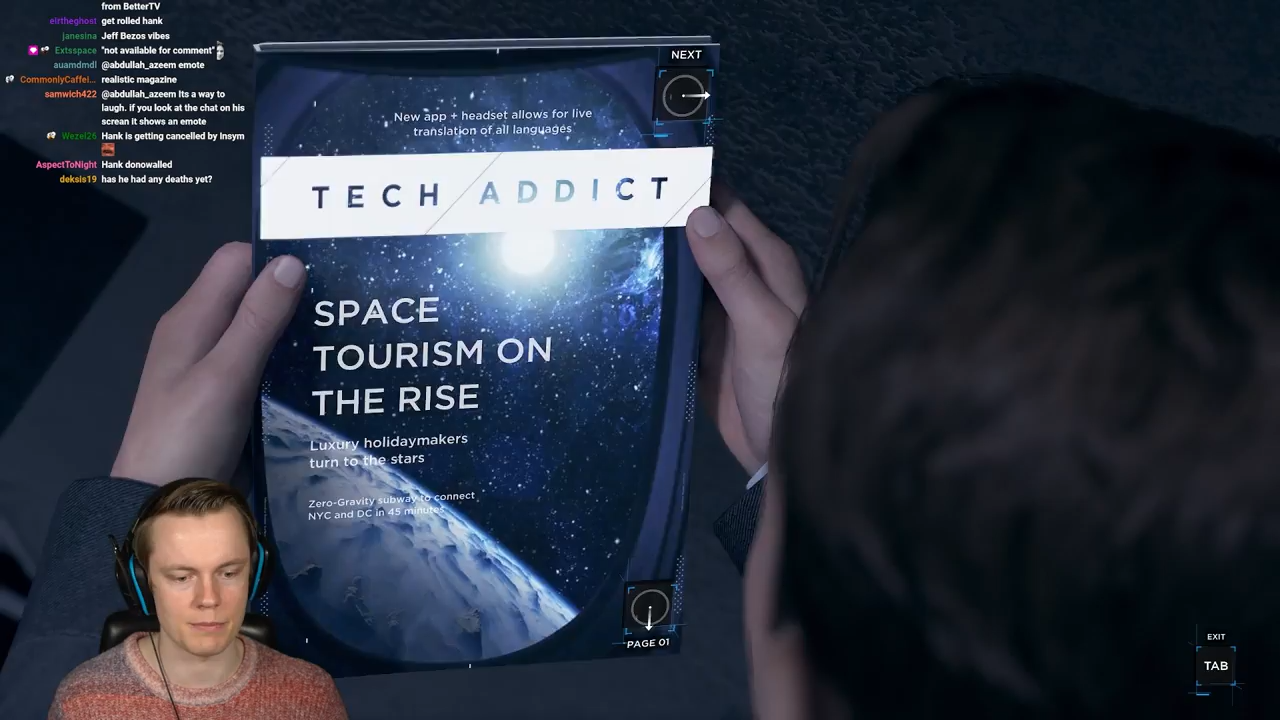 from BetterTV
eirtheghost get rolled hank
janesina Jeff Bezos vibes
Extsspace "not available for comment"
auamdmdl @abdullah_azeem emote
CommonlyCaffei... realistic magazine
samwich422 @abdullah_azeem Its a way to
laugh. if you look at the chat on his
screan it shows an emote
Wezel26 Hank is getting cancelled by Insym
AspectToNight Hank donowalled
deksis19 has he had any deaths yet?
NEXT
New app + headset allows for live
translation of all languages
TECH ADDICT
SPACE
TOURISM ON
THE RISE
Luxury holidaymakers
turn to the stars
Zero-Gravity subway to connect
NYC and DC in 45 minutes
PAGE 01
EXIT
TAB